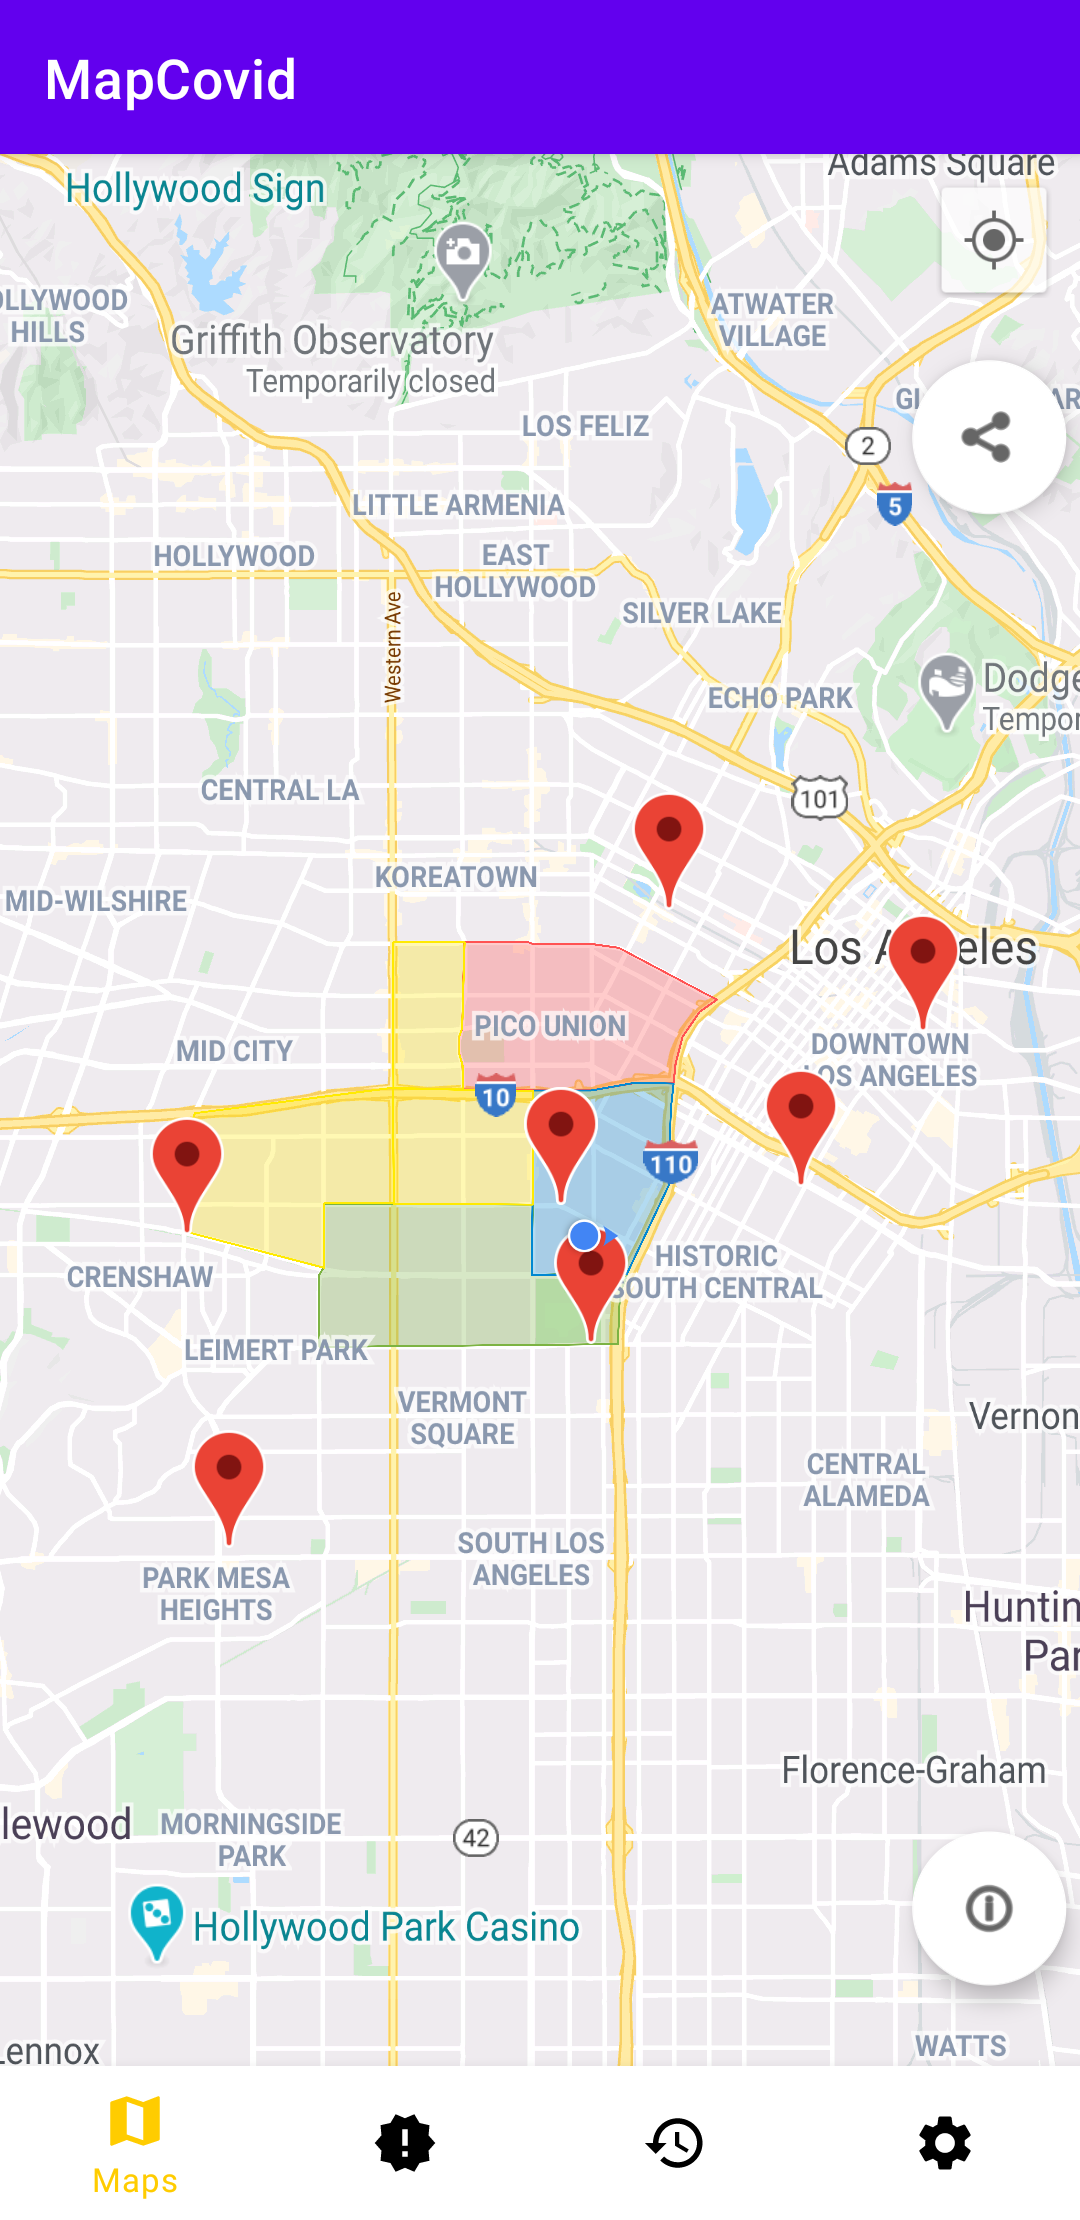 MapCovid
Adams Square
Hollywood Sign
OLLYWOOD
HILLS
ATWATER
VILLAGE
Griffith Observatory
Temporarily closed
LOS FELIZ
2
5
LITTLE ARMENIA
HOLLYWOOD
EAST
HOLLYWOOD
Western Ave
SILVER LAKE
ECHO PARK
Dodge
Tempor
CENTRAL LA
101
KOREATOWN
MID-WILSHIRE
Los A eles
PICO UNION
MID CITY
DOWNTOWN
OS ANGELES
10
110
CRENSHAW
HISTORIC
SOUTH CENTRAL
LEIMERT PARK
VERMONT
SQUARE
Vernon
CENTRAL
ALAMEDA
SOUTH LOS
ANGELES
PARK MESA
HEIGHTS
Huntin
Par
Florence-Graham
lewood
MORNINGSIDE
PARK
42
Hollywood Park Casino
Lennox
WATTS
Maps